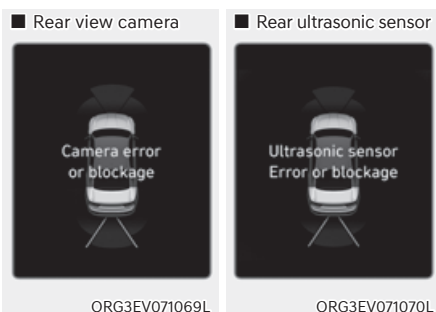 ■ Rear view camera
Camera error
or blockage
ORG3EV071069L
■ Rear ultrasonic sensor
Ultrasonic sensor
Error or blockage
ORG3EV071070L